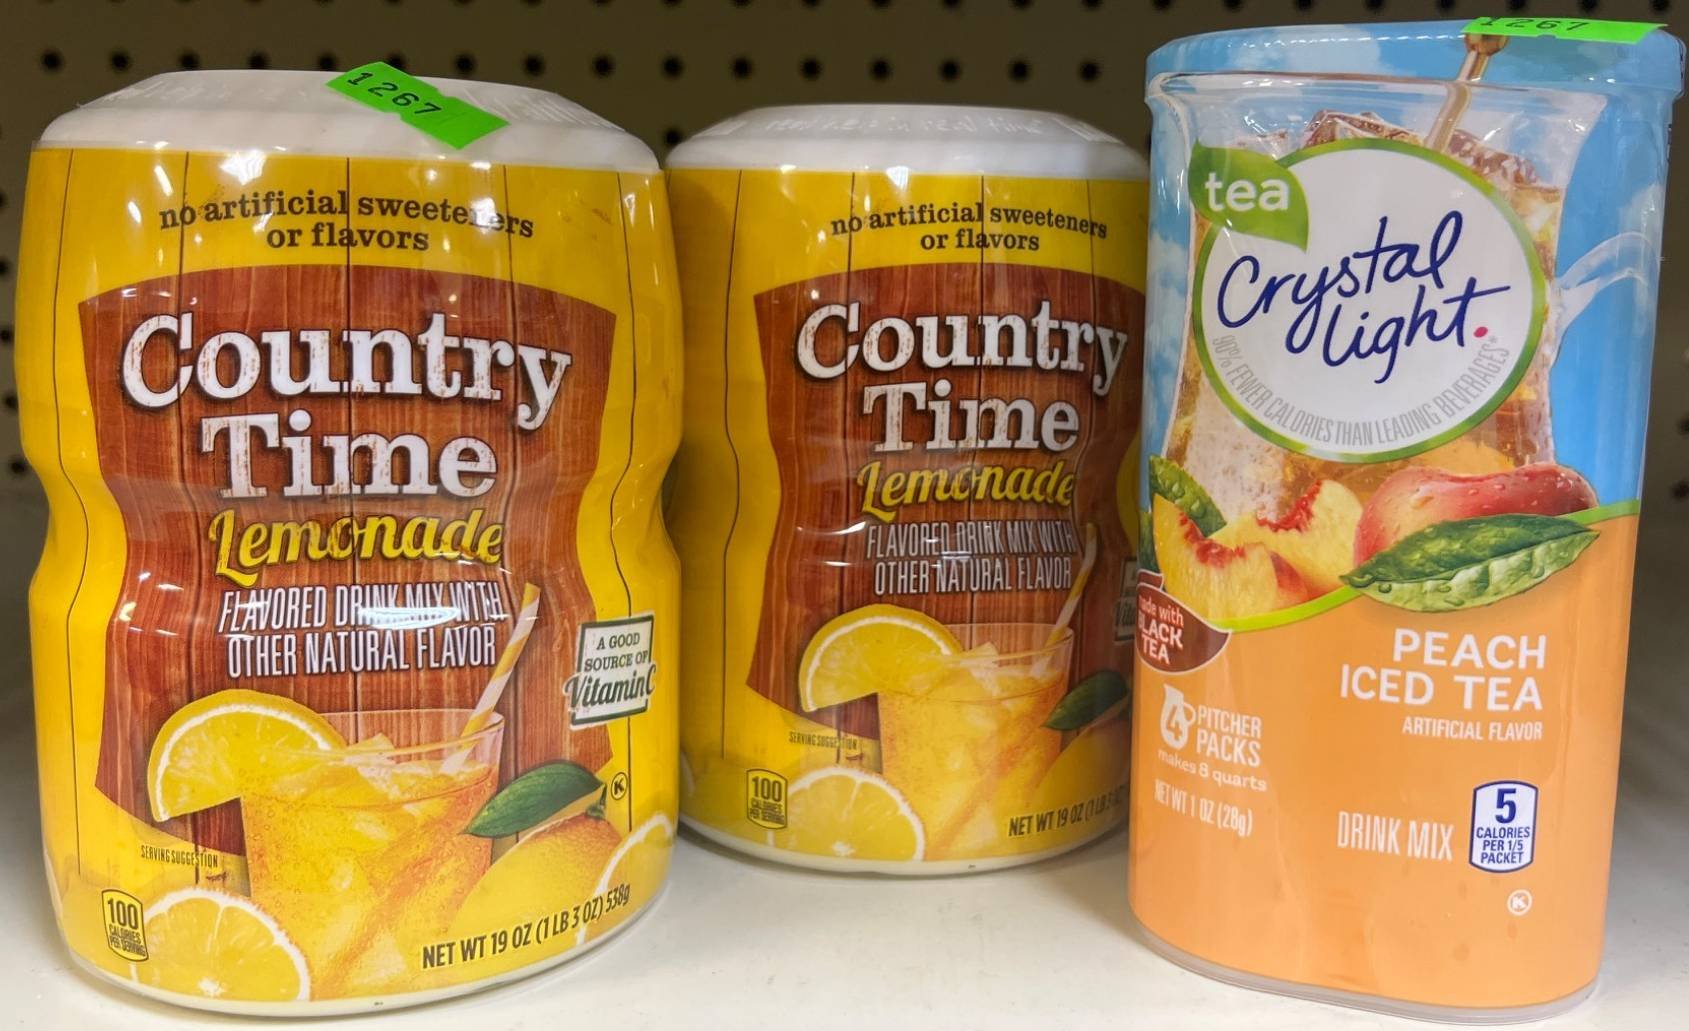 1267
no artificial sweeteners
or flavors
Country
Time
Lemonade
FLAVORED DRINK MIX WITH
OTHER NATURAL FLAVOR
A GOOD
SOURCE OF
Vitamin C
K
SERVING SUGGESTION
100
CALORIES
PER SERVING
NET WT 19 OZ (1 LB 3 OZ) 538g
no artificial sweeteners
or flavors
Country
Time
Lemonade
FLAVORED DRINK MIX WITH
OTHER NATURAL FLAVOR
SERVING SUGGESTION
100
CALORIES
PER SERVING
NET WT 19 OZ (1 LB 3
1267
tea
Crystal
Light
90% FEWER CALORIES THAN LEADING BEVERAGES*
made with
BLACK
TEA
PEACH
ICED TEA
ARTIFICIAL FLAVOR
4 PITCHER
PACKS
makes 8 quarts
NET WT 1 OZ (28g)
DRINK MIX
5
CALORIES
PER 1/5
PACKET
K